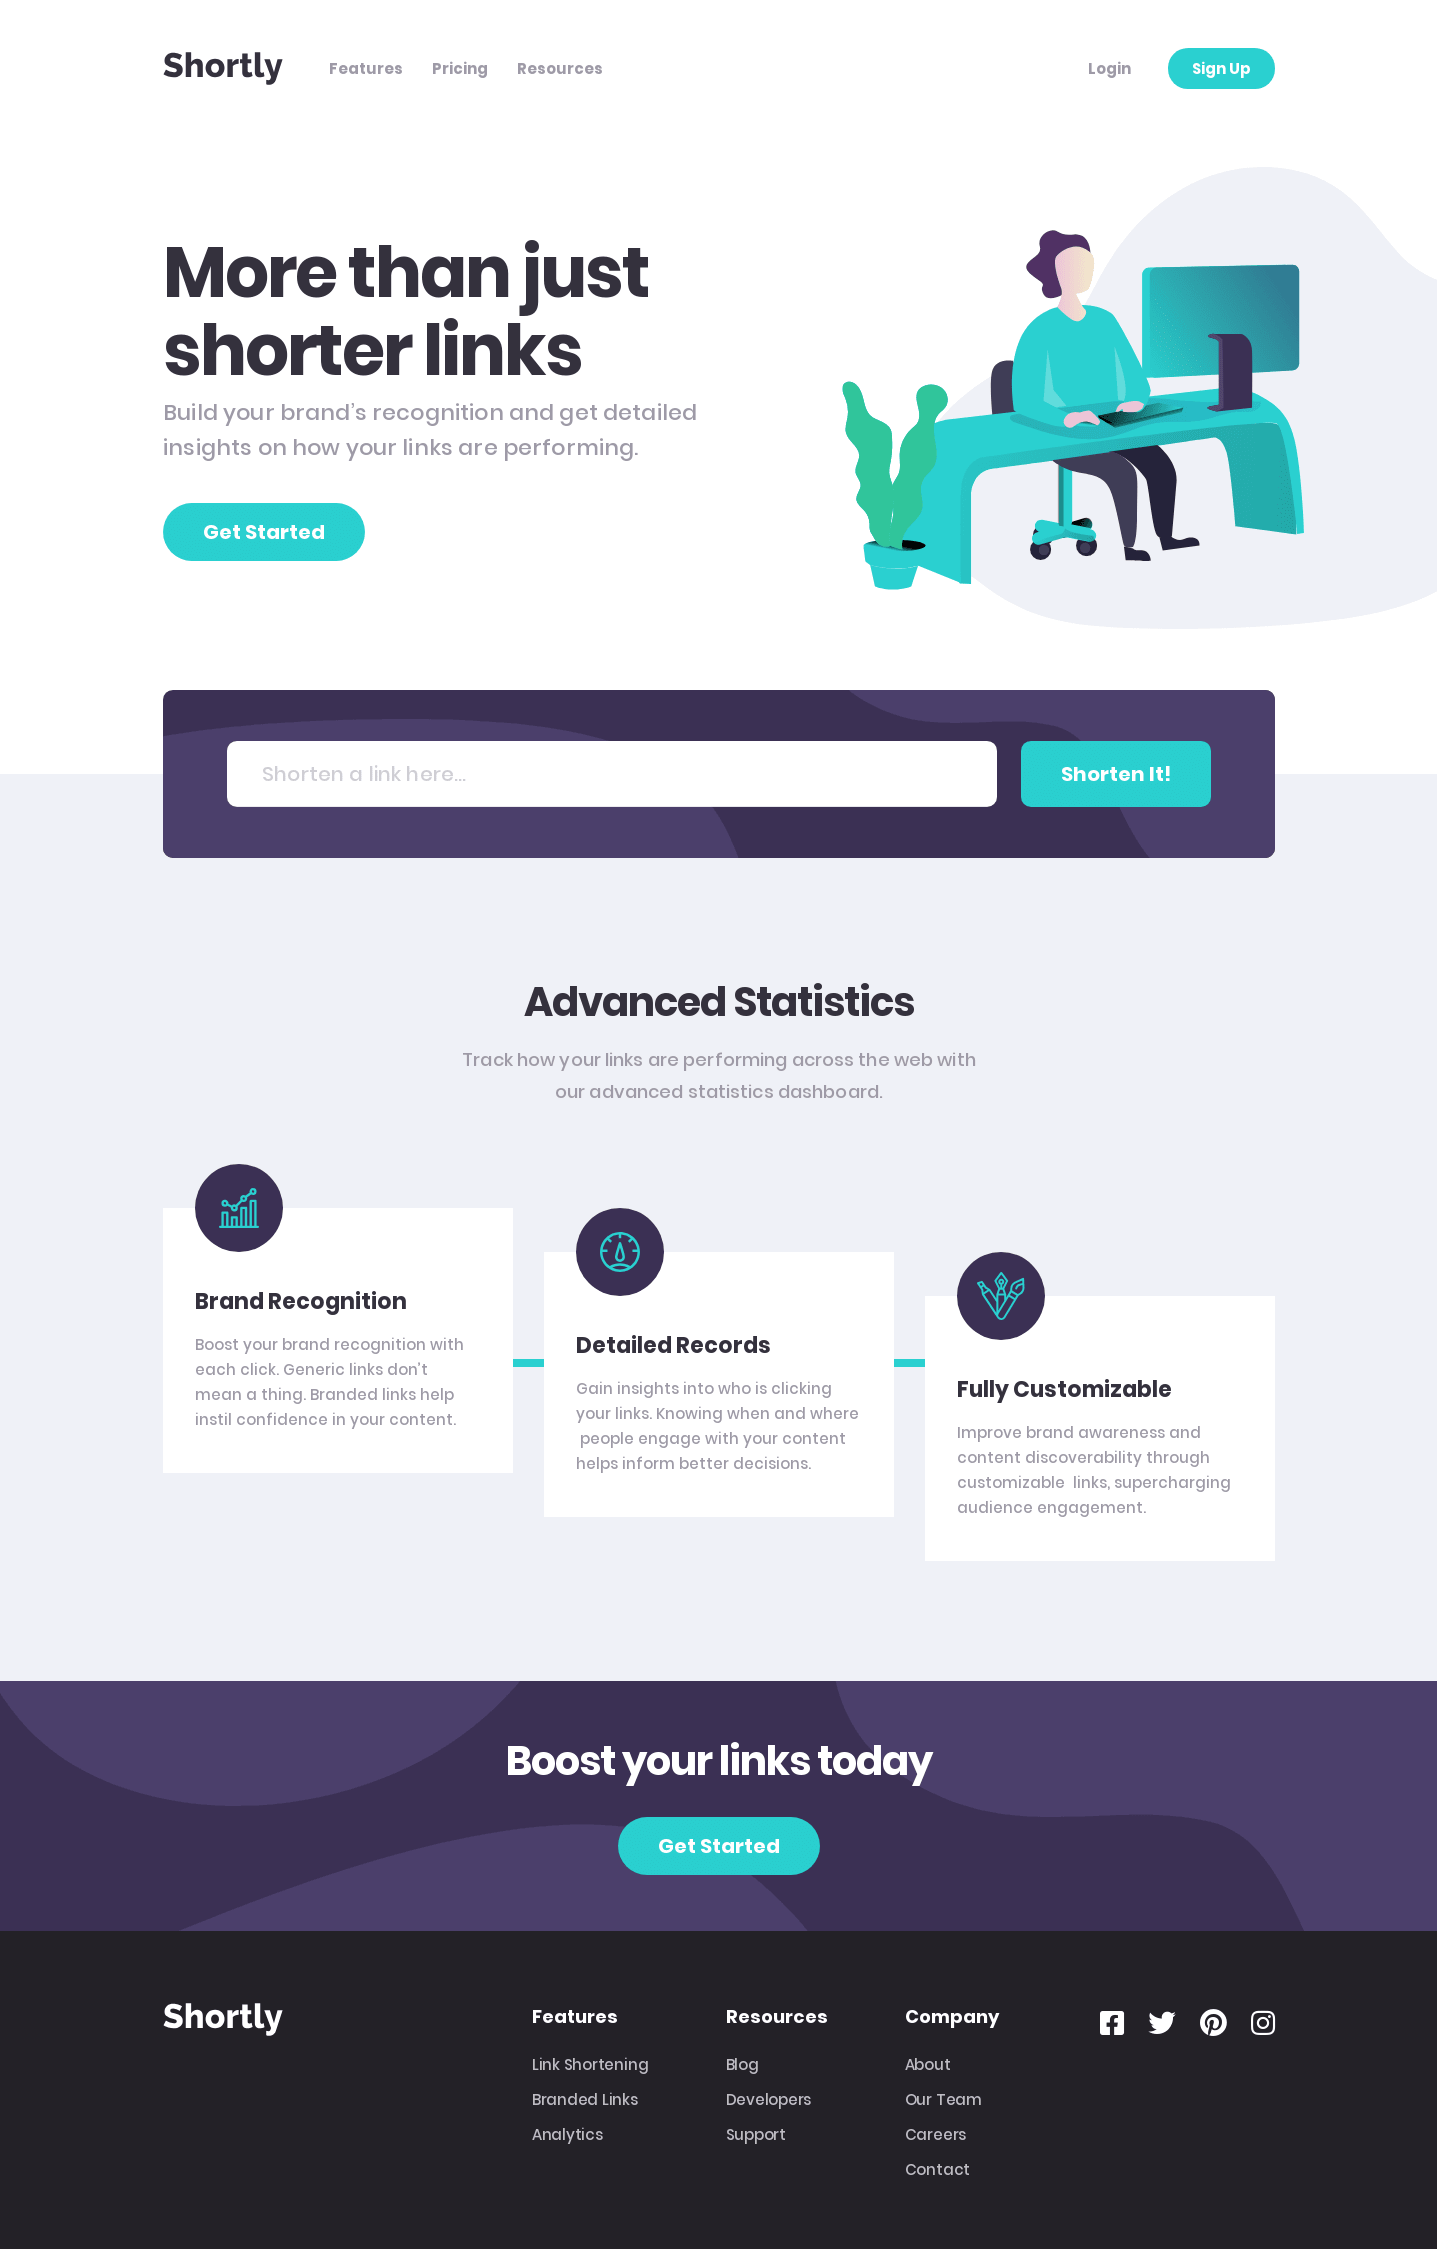 Shortly
Features
Pricing
Resources
Login
Sign Up
More than just
shorter links
Build your brand’s recognition and get detailed
insights on how your links are performing.
Get Started
Shorten a link here...
Shorten It!
Advanced Statistics
Track how your links are performing across the web with
our advanced statistics dashboard.
Brand Recognition
Boost your brand recognition with
each click. Generic links don’t
mean a thing. Branded links help
instil confidence in your content.
Detailed Records
Gain insights into who is clicking
your links. Knowing when and where
people engage with your content
helps inform better decisions.
Fully Customizable
Improve brand awareness and
content discoverability through
customizable links, supercharging
audience engagement.
Boost your links today
Get Started
Shortly
Features
Link Shortening
Branded Links
Analytics
Resources
Blog
Developers
Support
Company
About
Our Team
Careers
Contact